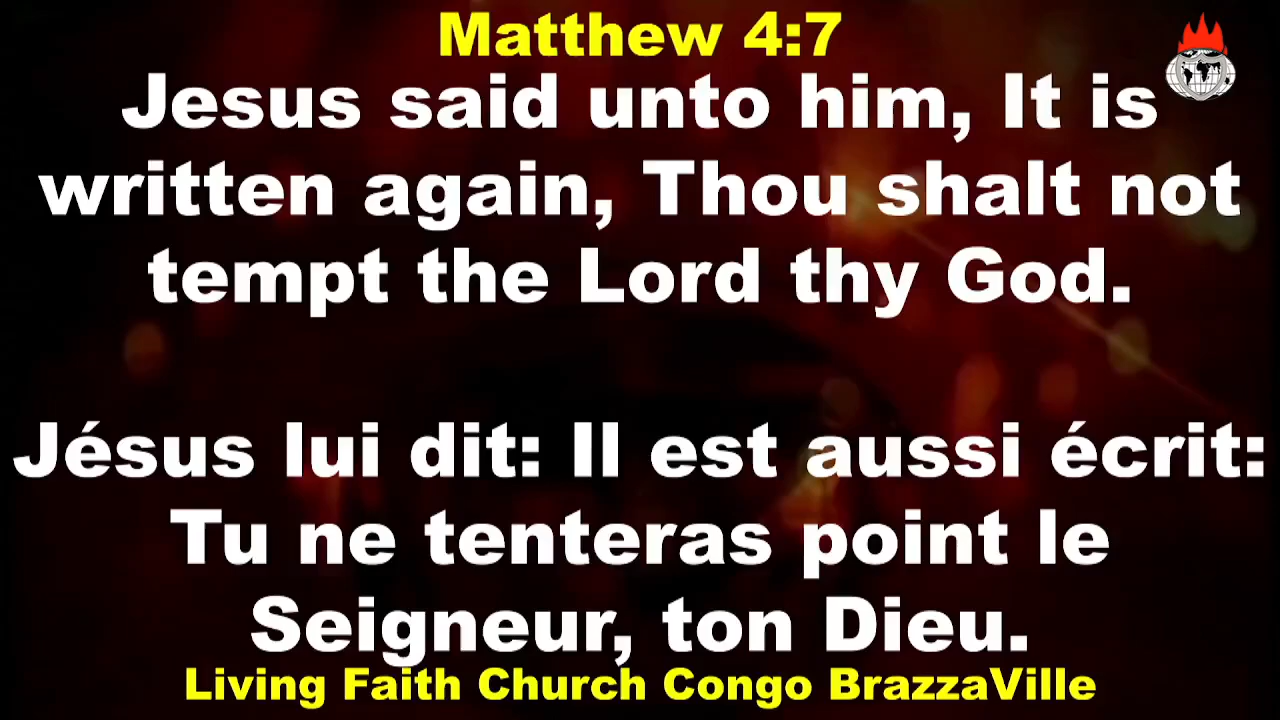 Matthew 4:7
Jesus said unto him, It is
written again, Thou shalt not
tempt the Lord thy God.
Jésus lui dit: Il est aussi écrit:
Tu ne tenteras point le
Seigneur, ton Dieu.
Living Faith Church Congo BrazzaVille